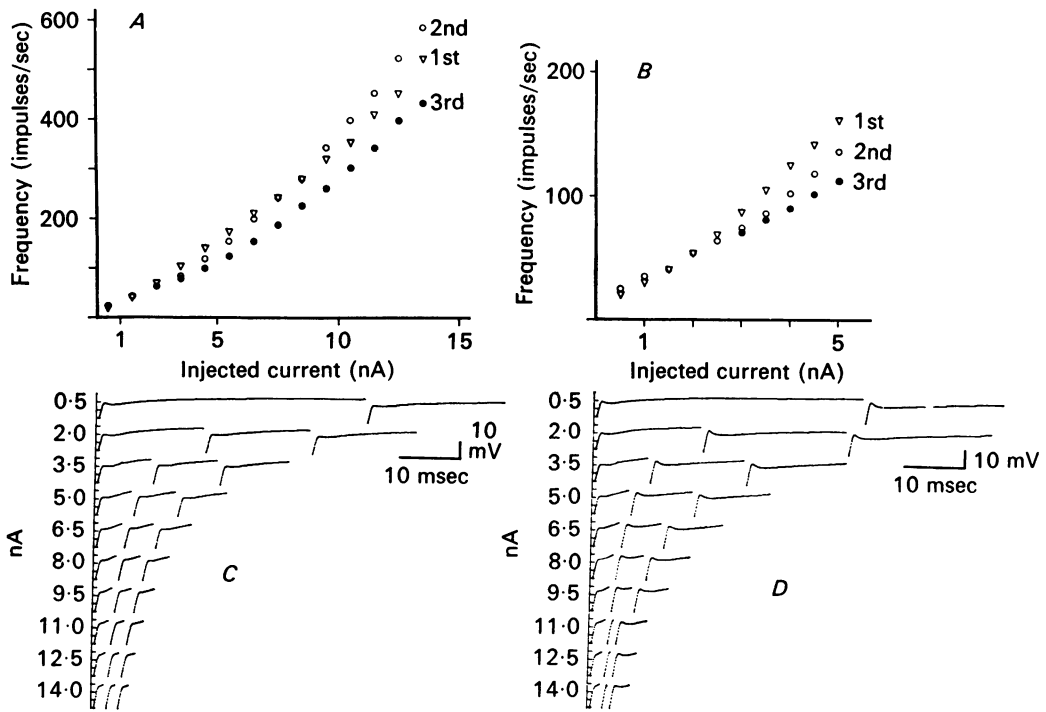 A
600
400
200
Frequency (impulses/sec)
2nd
1st
3rd
1
5
10
15
Injected current (nA)
B
200
100
Frequency (impulses/sec)
1st
2nd
3rd
1
5
Injected current (nA)
0·5
2·0
3·5
5·0
6·5
8·0
9·5
11·0
12·5
14·0
nA
10
mV
10 msec
C
0·5
2·0
3·5
5·0
6·5
8·0
9·5
11·0
12·5
14·0
nA
10 mV
10 msec
D